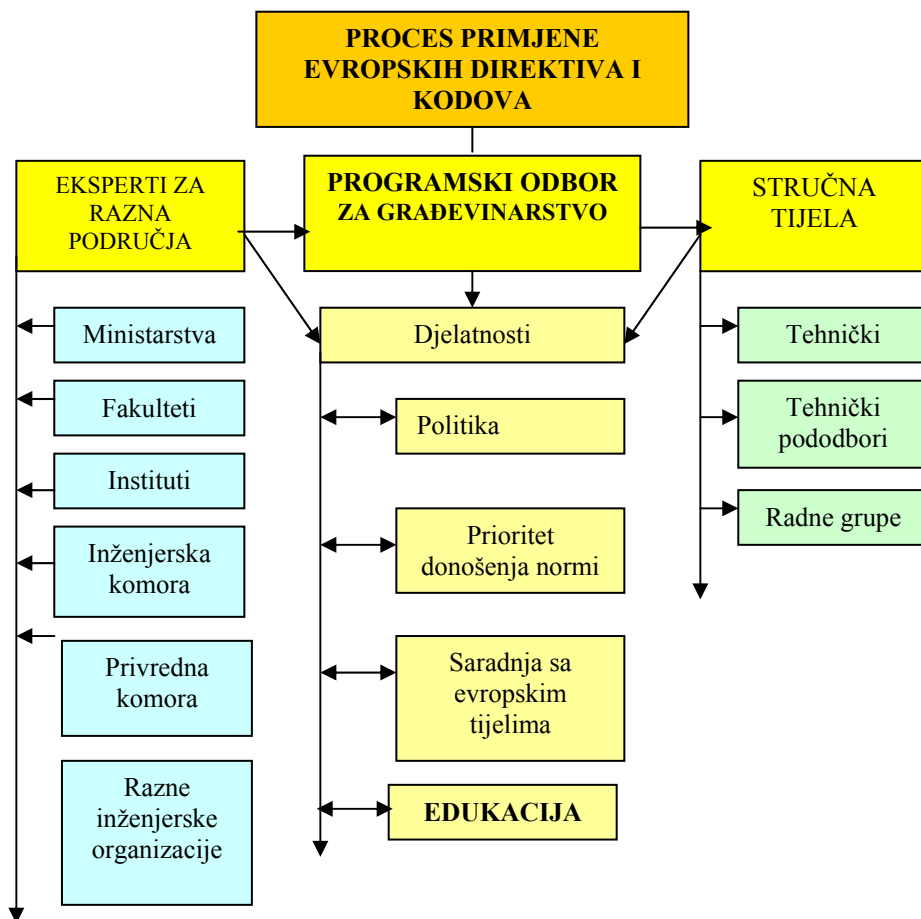 PROCES PRIMJENE
EVROPSKIH DIREKTIVA I
KODOVA
EKSPERTI ZA
RAZNA
PODRUČJA
PROGRAMSKI ODBOR
ZA GRAĐEVINARSTVO
STRUČNA
TIJELA
Ministarstva
Fakulteti
Instituti
Inženjerska
komora
Privredna
komora
Razne
inženjerske
organizacije
Djelatnosti
Politika
Prioritet
donošenja normi
Saradnja sa
evropskim
tijelima
EDUKACIJA
Tehnički
Tehnički
pododbori
Radne grupe